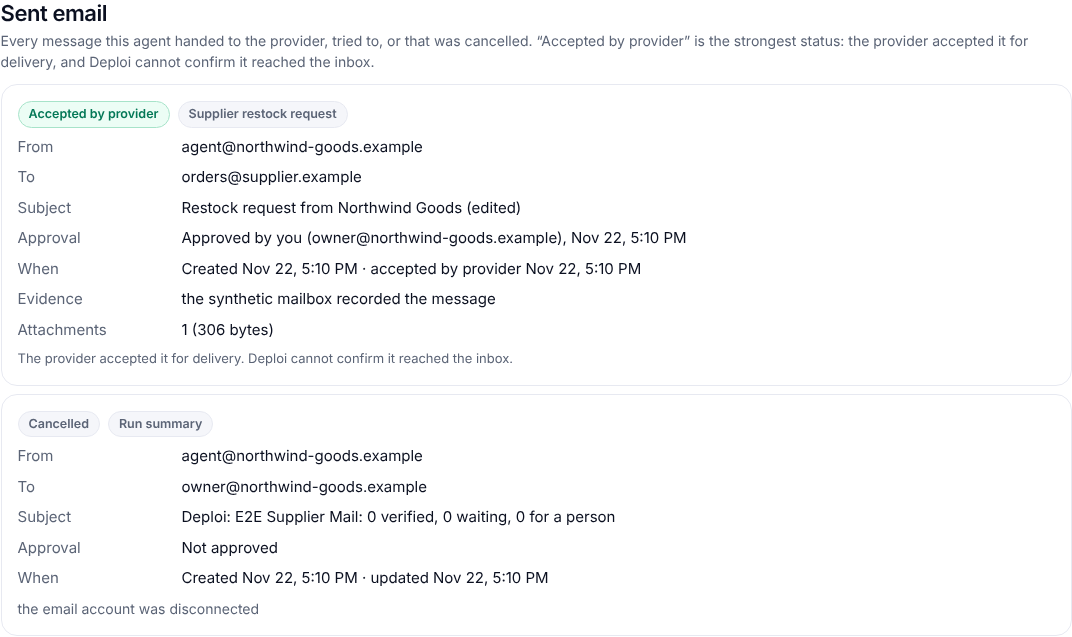 Sent email
Every message this agent handed to the provider, tried to, or that was cancelled. “Accepted by provider” is the strongest status: the provider accepted it for
delivery, and Deploi cannot confirm it reached the inbox.
Accepted by provider Supplier restock request
From agent@northwind-goods.example
To orders@supplier.example
Subject Restock request from Northwind Goods (edited)
Approval Approved by you (owner@northwind-goods.example), Nov 22, 5:10 PM
When Created Nov 22, 5:10 PM · accepted by provider Nov 22, 5:10 PM
Evidence the synthetic mailbox recorded the message
Attachments 1 (306 bytes)
The provider accepted it for delivery. Deploi cannot confirm it reached the inbox.
Cancelled Run summary
From agent@northwind-goods.example
To owner@northwind-goods.example
Subject Deploi: E2E Supplier Mail: 0 verified, 0 waiting, 0 for a person
Approval Not approved
When Created Nov 22, 5:10 PM · updated Nov 22, 5:10 PM
the email account was disconnected